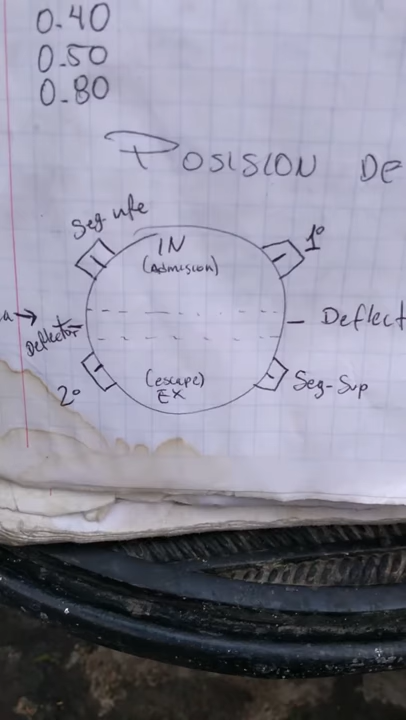 0.40
0.50
0.80
POSISION DE
Seg-infe
1°
IN
(Admision)
a →
Deflector
Deflect
2°
(escape)
EX
Seg-Sup